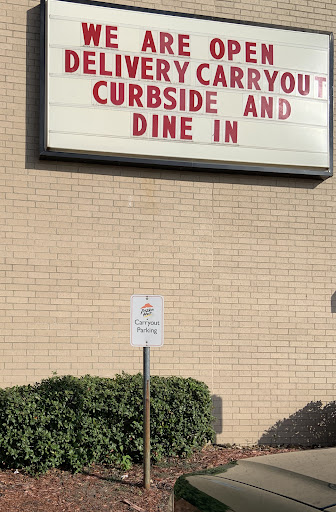 WE ARE OPEN
DELIVERY CARRYOUT
CURBSIDE AND
DINE IN
Pizza
Hut
Carryout
Parking